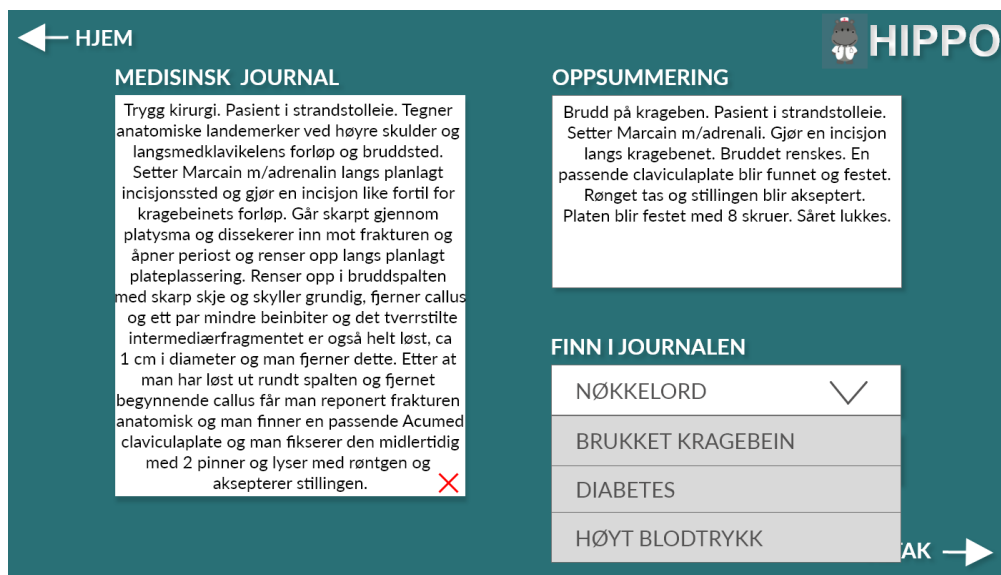 HJEM
HIPPO
MEDISINSK JOURNAL
Trygg kirurgi. Pasient i strandstolleie. Tegner
anatomiske landemerker ved høyre skulder og
langsmedklavikelens forløp og bruddsted.
Setter Marcain m/adrenalin langs planlagt
incisjonssted og gjør en incisjon like fortil for
kragebeinets forløp. Går skarpt gjennom
platysma og dissekerer inn mot frakturen og
åpner periost og renser opp langs planlagt
plateplassering. Renser opp i bruddspalten
med skarp skje og skyller grundig, fjerner callus
og ett par mindre beinbiter og det tverrstilte
intermediærfragmentet er også helt løst, ca
1 cm i diameter og man fjerner dette. Etter at
man har løst ut rundt spalten og fjernet
begynnende callus får man reponert frakturen
anatomisk og man finner en passende Acumed
claviculaplate og man fikserer den midlertidig
med 2 pinner og lyser med røntgen og
aksepterer stillingen.
OPPSUMMERING
Brudd på krageben. Pasient i strandstolleie.
Setter Marcain m/adrenali. Gjør en incisjon
langs kragebenet. Bruddet renskes. En
passende claviculaplate blir funnet og festet.
Rønget tas og stillingen blir akseptert.
Platen blir festet med 8 skruer. Såret lukkes.
FINN I JOURNALEN
NØKKELORD
BRUKKET KRAGEBEIN
DIABETES
HØYT BLODTRYKK